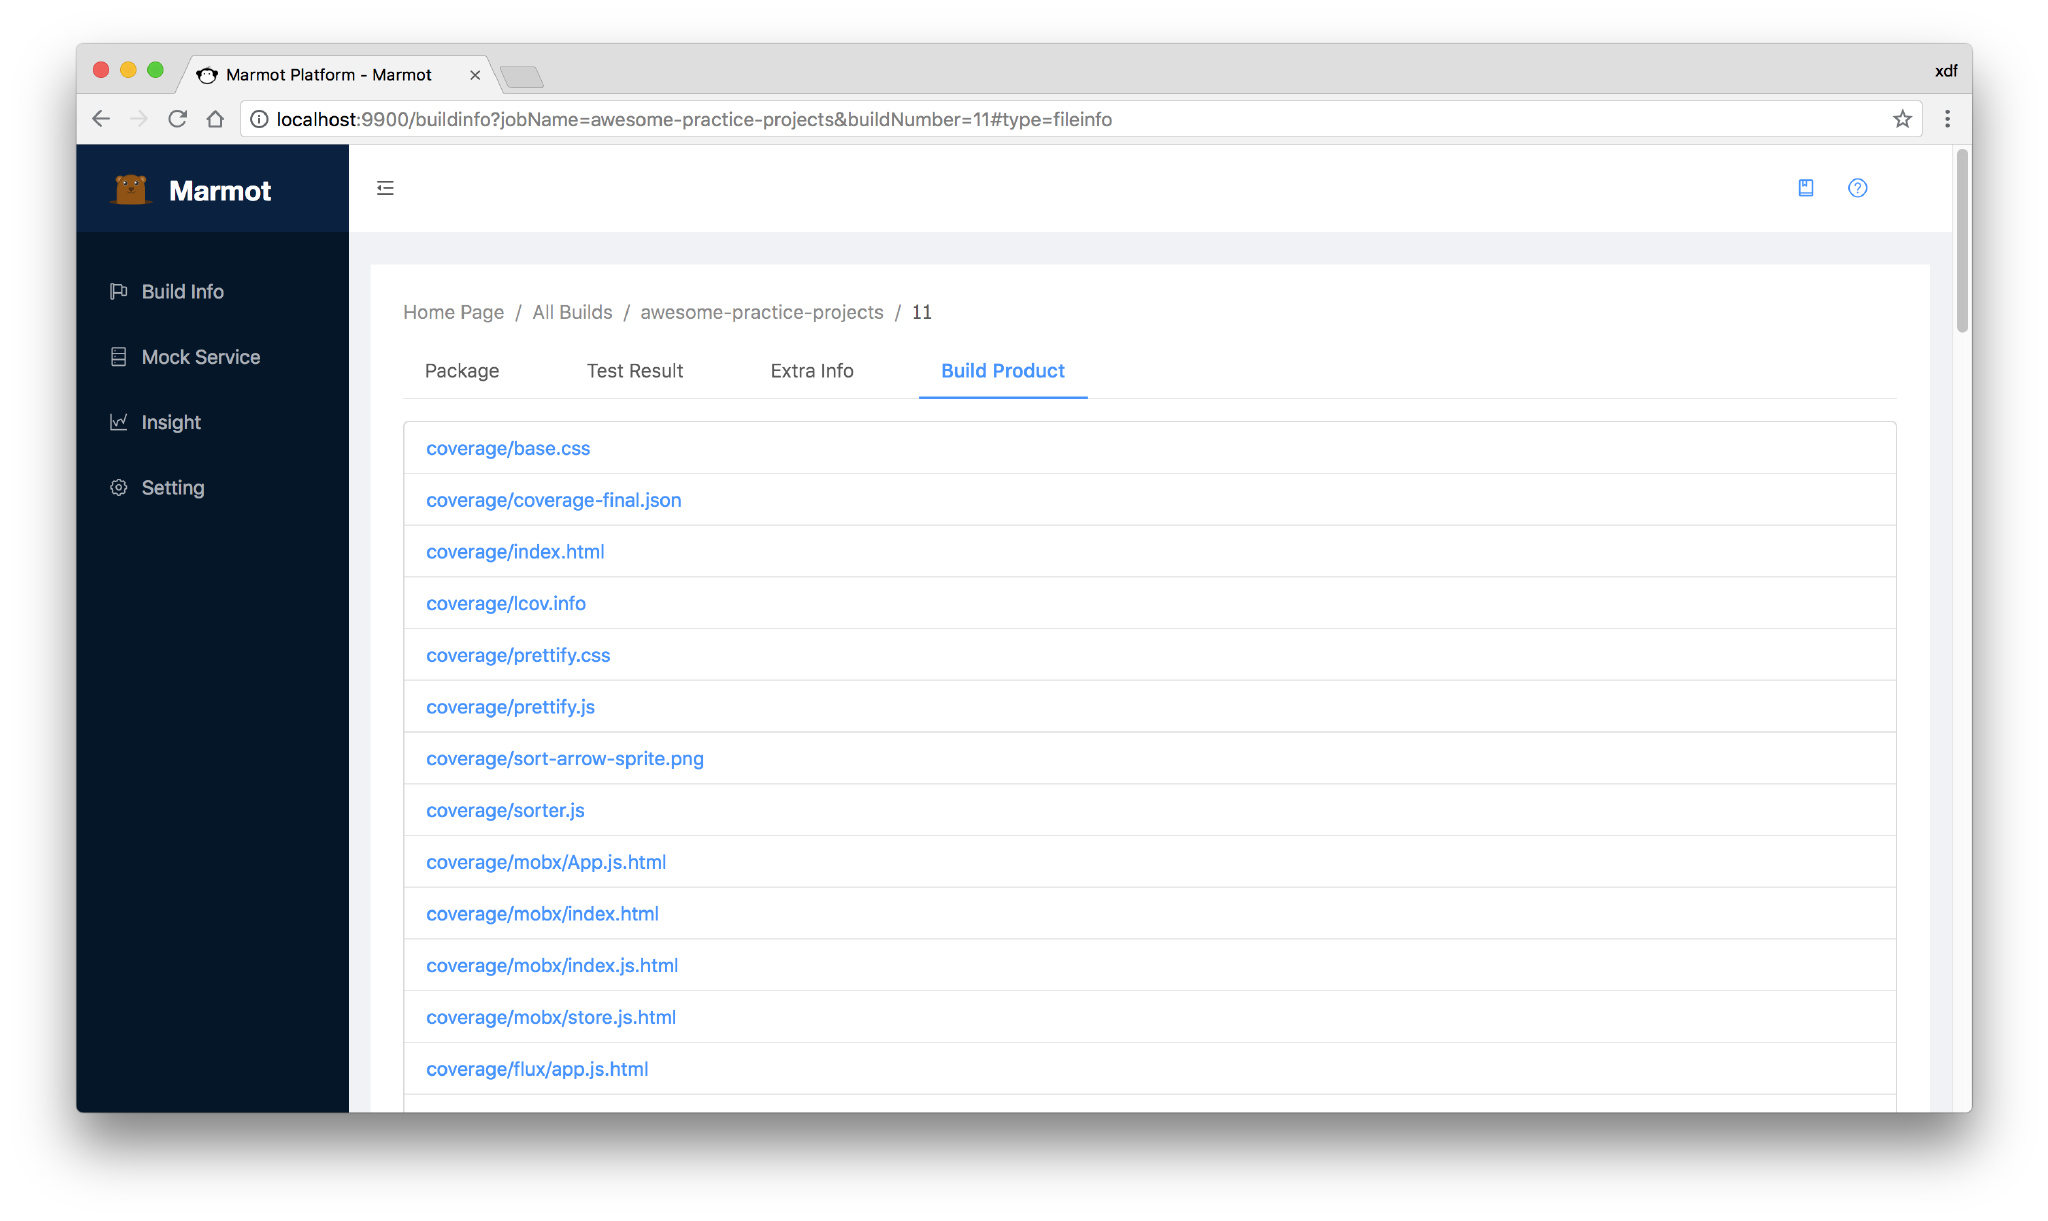 Marmot Platform - Marmot
xdf
localhost:9900/buildinfo?jobName=awesome-practice-projects&buildNumber=11#type=fileinfo
Marmot
Build Info
Mock Service
Insight
Setting
Home Page / All Builds / awesome-practice-projects / 11
Package Test Result Extra Info Build Product
coverage/base.css
coverage/coverage-final.json
coverage/index.html
coverage/lcov.info
coverage/prettify.css
coverage/prettify.js
coverage/sort-arrow-sprite.png
coverage/sorter.js
coverage/mobx/App.js.html
coverage/mobx/index.html
coverage/mobx/index.js.html
coverage/mobx/store.js.html
coverage/flux/app.js.html